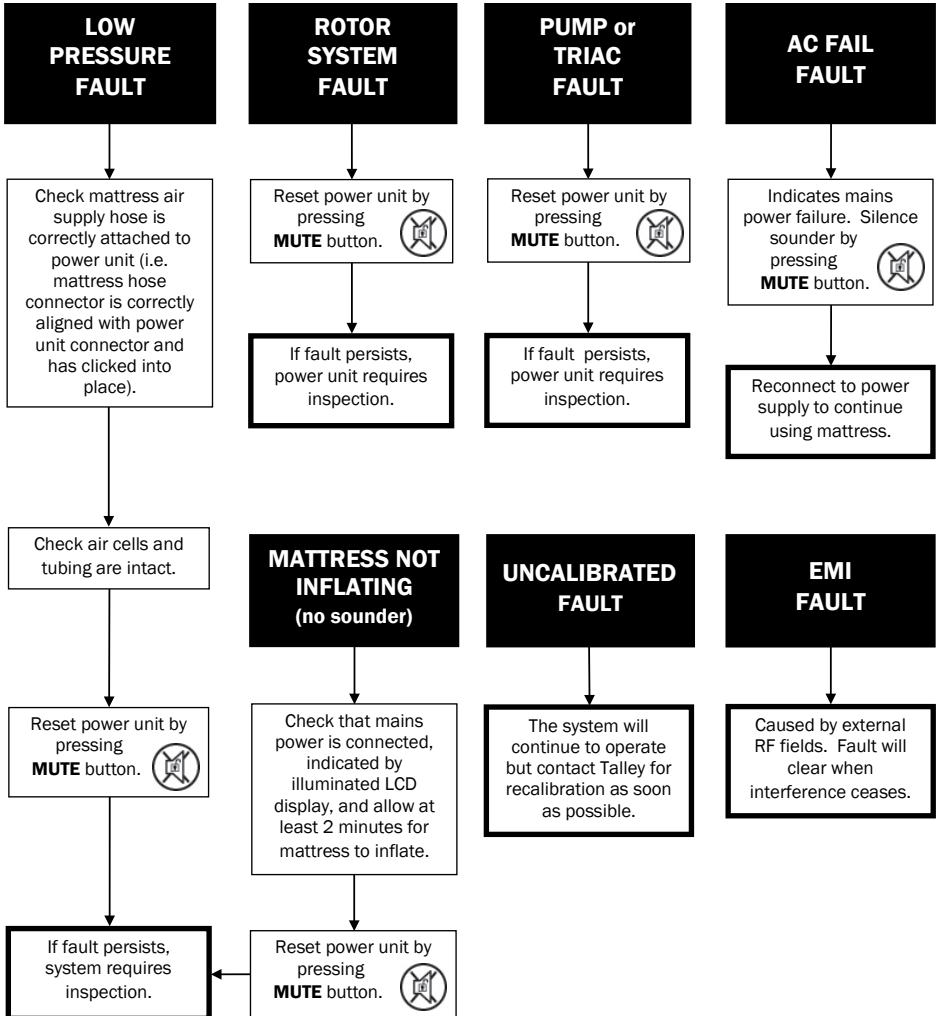 LOW
PRESSURE
FAULT
Check mattress air
supply hose is
correctly attached to
power unit (i.e.
mattress hose
connector is correctly
aligned with power
unit connector and
has clicked into
place).
Check air cells and
tubing are intact.
Reset power unit by
pressing
MUTE button.
If fault persists,
system requires
inspection.
ROTOR
SYSTEM
FAULT
Reset power unit by
pressing
MUTE button.
If fault persists,
power unit requires
inspection.
PUMP or
TRIAC
FAULT
Reset power unit by
pressing
MUTE button.
If fault  persists,
power unit requires
inspection.
AC FAIL
FAULT
Indicates mains
power failure.  Silence
sounder by
pressing
MUTE button.
Reconnect to power
supply to continue
using mattress.
MATTRESS NOT
INFLATING
(no sounder)
Check that mains
power is connected,
indicated by
illuminated LCD
display, and allow at
least 2 minutes for
mattress to inflate.
Reset power unit by
pressing
MUTE button.
UNCALIBRATED
FAULT
The system will
continue to operate
but contact Talley for
recalibration as soon
as possible.
EMI
FAULT
Caused by external
RF fields.  Fault will
clear when
interference ceases.